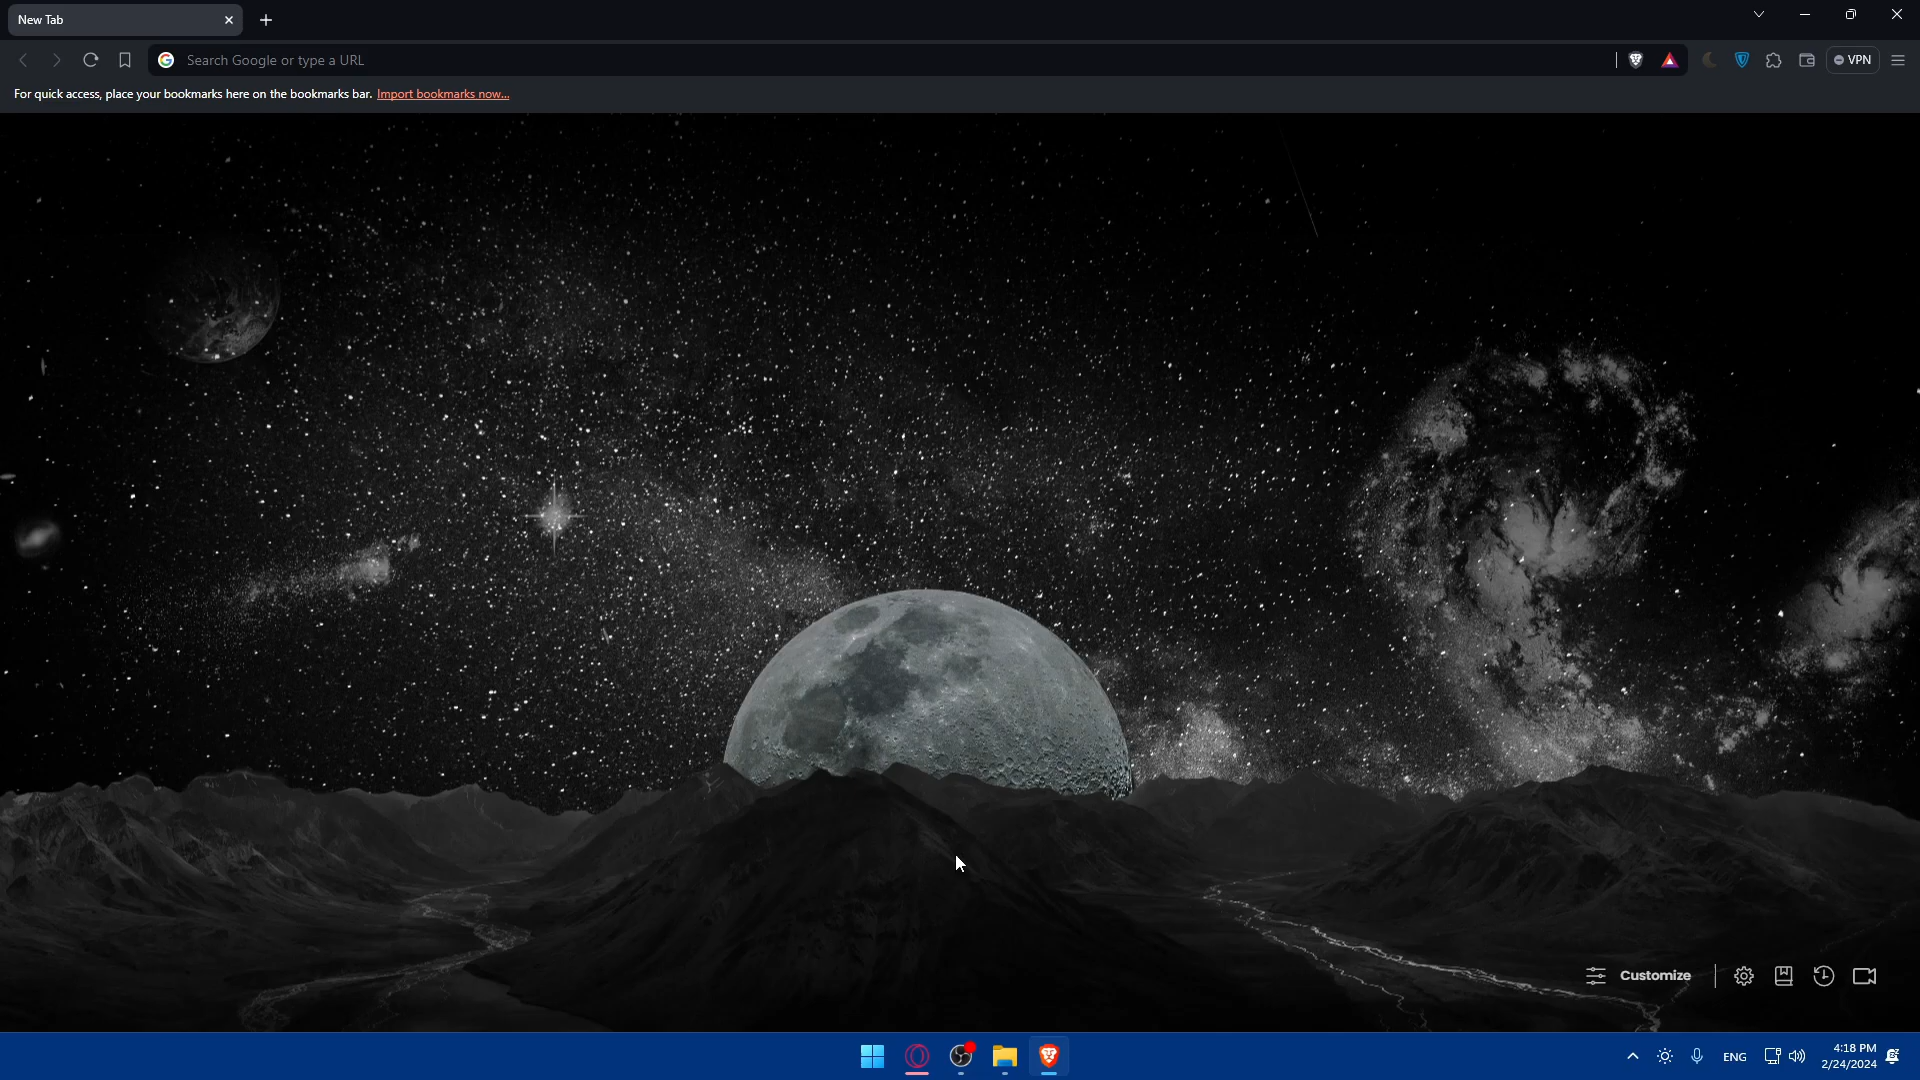 New Tab
Search Google or type a URL
VPN
For quick access, place your bookmarks here on the bookmarks bar. Import bookmarks now...
Customize
ENG
4:18 PM
2/24/2024